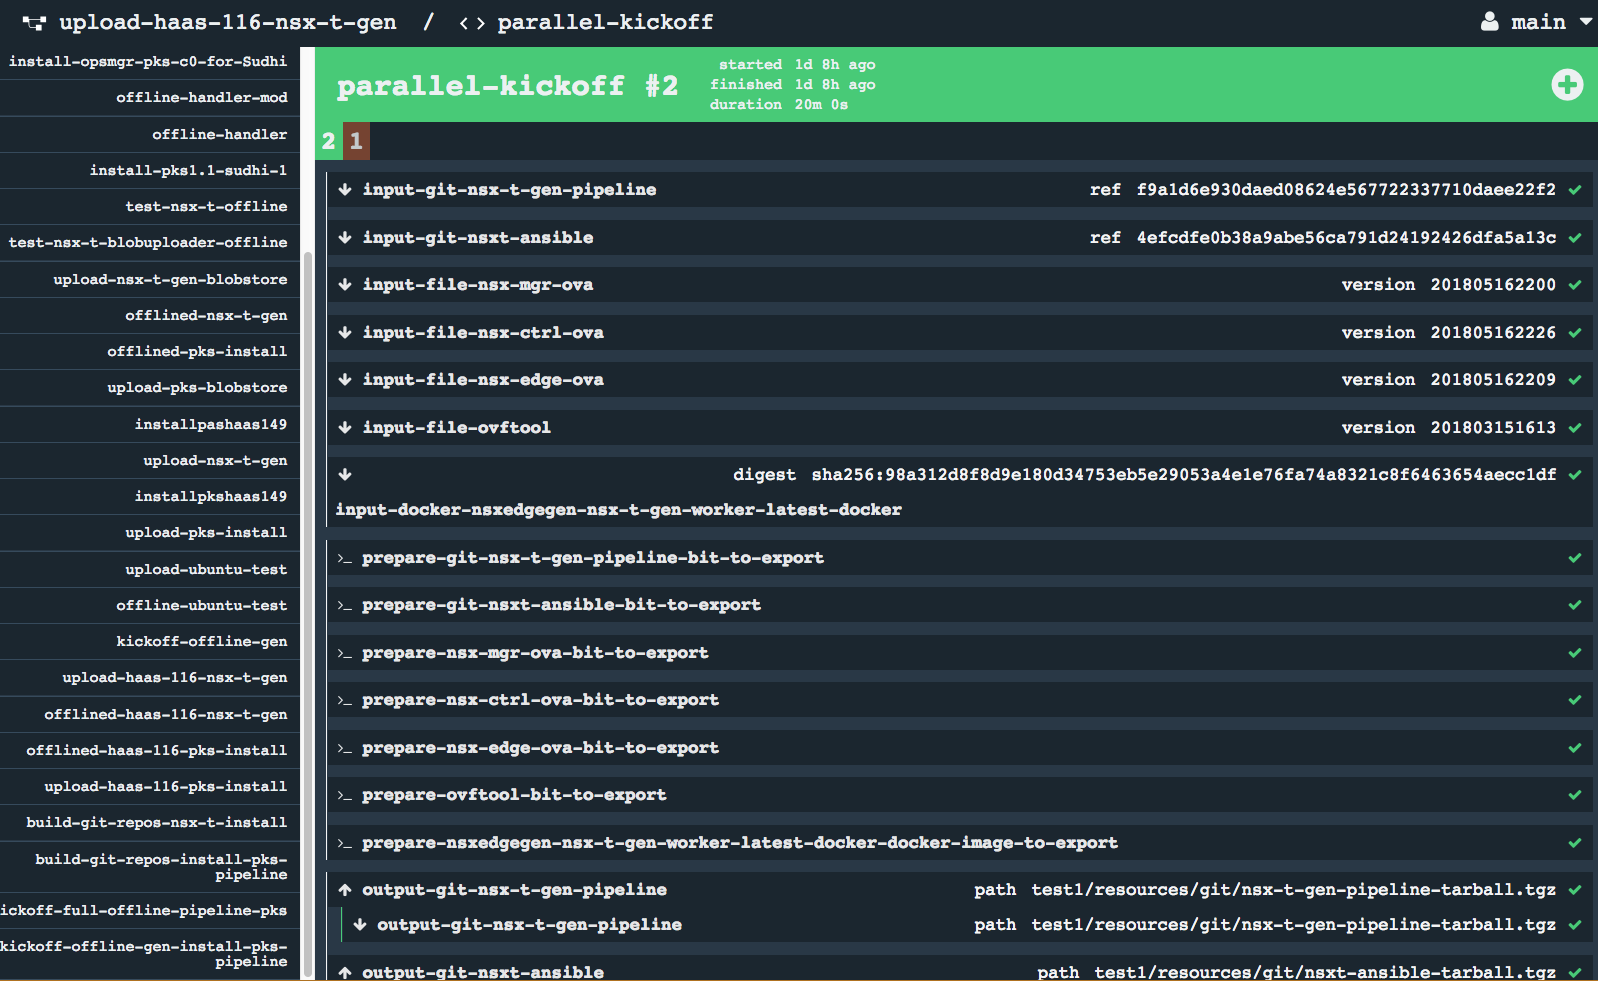 upload-haas-116-nsx-t-gen / <> parallel-kickoff main
install-opsmgr-pks-c0-for-Sudhi
offline-handler-mod
offline-handler
install-pks1.1-sudhi-1
test-nsx-t-offline
test-nsx-t-blobuploader-offline
upload-nsx-t-gen-blobstore
offlined-nsx-t-gen
offlined-pks-install
upload-pks-blobstore
installpashaas149
upload-nsx-t-gen
installpkshaas149
upload-pks-install
upload-ubuntu-test
offline-ubuntu-test
kickoff-offline-gen
upload-haas-116-nsx-t-gen
offlined-haas-116-nsx-t-gen
offlined-haas-116-pks-install
upload-haas-116-pks-install
build-git-repos-nsx-t-install
build-git-repos-install-pks-
pipeline
ickoff-full-offline-pipeline-pks
kickoff-offline-gen-install-pks-
pipeline
parallel-kickoff #2
started 1d 8h ago
finished 1d 8h ago
duration 20m 0s
2 1
input-git-nsx-t-gen-pipeline ref f9a1d6e930daed08624e567722337710daee22f2
input-git-nsxt-ansible ref 4efcdfe0b38a9abe56ca791d24192426dfa5a13c
input-file-nsx-mgr-ova version 201805162200
input-file-nsx-ctrl-ova version 201805162226
input-file-nsx-edge-ova version 201805162209
input-file-ovftool version 201803151613
digest sha256:98a312d8f8d9e180d34753eb5e29053a4e1e76fa74a8321c8f6463654aecc1df
input-docker-nsxedgegen-nsx-t-gen-worker-latest-docker
>_ prepare-git-nsx-t-gen-pipeline-bit-to-export
>_ prepare-git-nsxt-ansible-bit-to-export
>_ prepare-nsx-mgr-ova-bit-to-export
>_ prepare-nsx-ctrl-ova-bit-to-export
>_ prepare-nsx-edge-ova-bit-to-export
>_ prepare-ovftool-bit-to-export
>_ prepare-nsxedgegen-nsx-t-gen-worker-latest-docker-docker-image-to-export
output-git-nsx-t-gen-pipeline path test1/resources/git/nsx-t-gen-pipeline-tarball.tgz
output-git-nsx-t-gen-pipeline path test1/resources/git/nsx-t-gen-pipeline-tarball.tgz
output-git-nsxt-ansible path test1/resources/git/nsxt-ansible-tarball.tgz